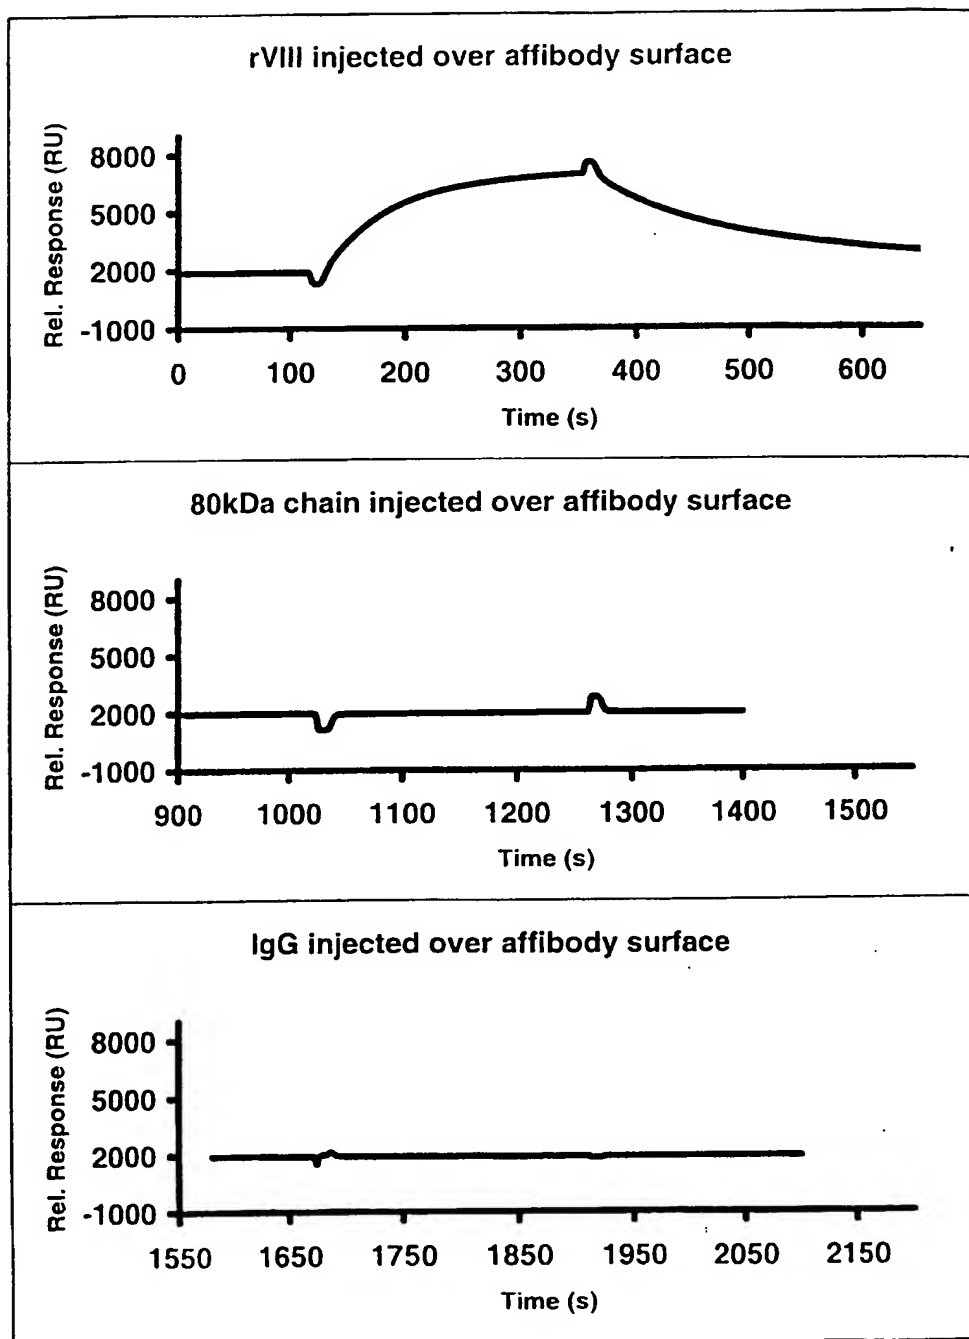 rVIII injected over affibody surface
Rel. Response (RU)
8000
5000
2000
-1000
0 100 200 300 400 500 600
Time (s)
80kDa chain injected over affibody surface
Rel. Response (RU)
8000
5000
2000
-1000
900 1000 1100 1200 1300 1400 1500
Time (s)
IgG injected over affibody surface
Rel. Response (RU)
8000
5000
2000
-1000
1550 1650 1750 1850 1950 2050 2150
Time (s)